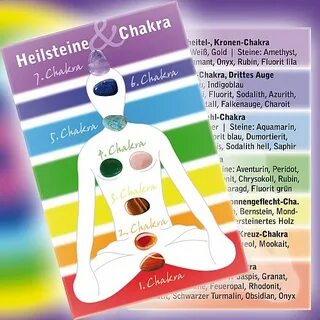 Heilsteine & Chakra
7. Chakra
6. Chakra
5. Chakra
4. Chakra
3. Chakra
2. Chakra
1. Chakra
Kronen-Chakra
Weiß, Gold | Steine: Amethyst,
Onyx, Rubin, Fluorit lila
Chakra, Drittes Auge
Indigoblau
Fluorit, Sodalith, Azurith,
Falkenauge, Charoit
Chakra
Steine: Aquamarin,
Fluorit blau, Dumortierit,
Sodalith hell, Saphir
Steine: Aventurin, Peridot,
Chrysokoll, Rubin,
Fluorit grün
Bernstein, Mond-
versteinertes Holz
Kreuz-Chakra
Mookait,
Granat,
Feueropal, Rhodonit,
Schwarzer Turmalin, Obsidian, Onyx